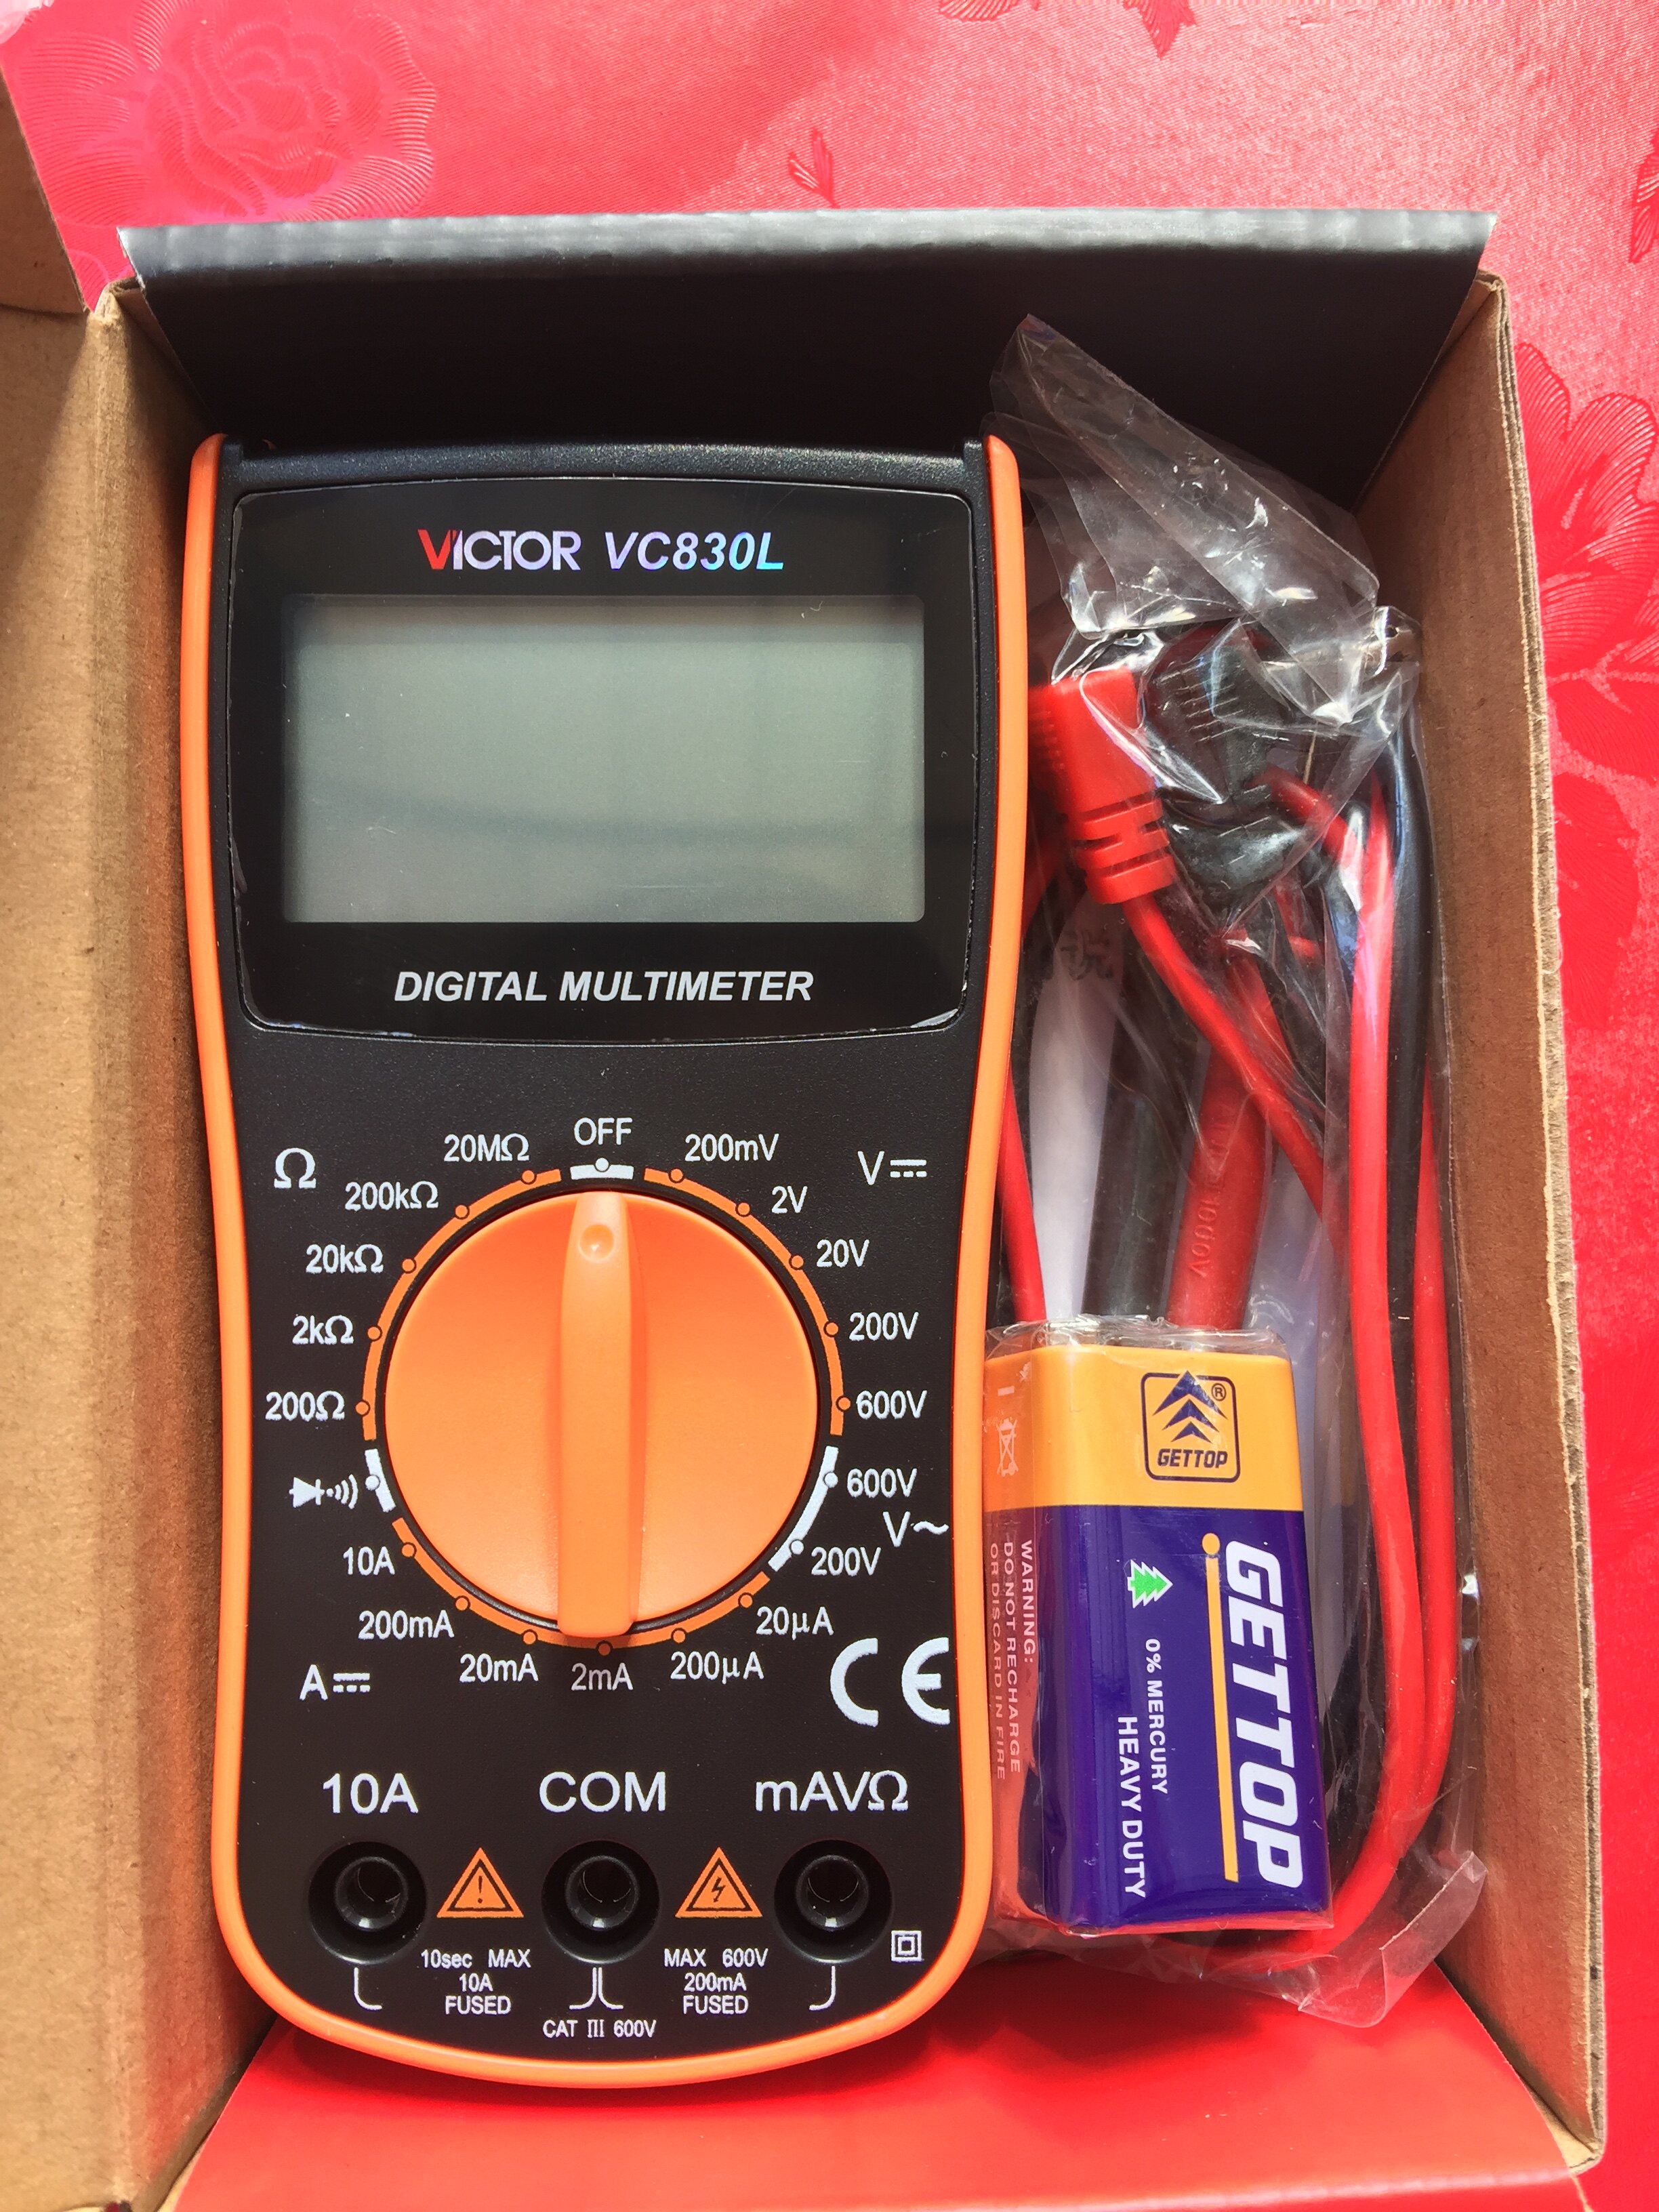 VICTOR VC830L
DIGITAL MULTIMETER
OFF
200mV
V
2V
20V
200V
600V
600V
V~
200V
20μA
200μA
2mA
20mA
200mA
A
10A
200Ω
2kΩ
20kΩ
200kΩ
20MΩ
Ω
CE
10A
COM
mAVΩ
10sec MAX
10A
FUSED
MAX 600V
200mA
FUSED
CAT III 600V
1000V
GETTOP
®
GETTOP
0% MERCURY
HEAVY DUTY
WARNING:
-DO NOT RECHARGE
OR DISCARD IN FIRE